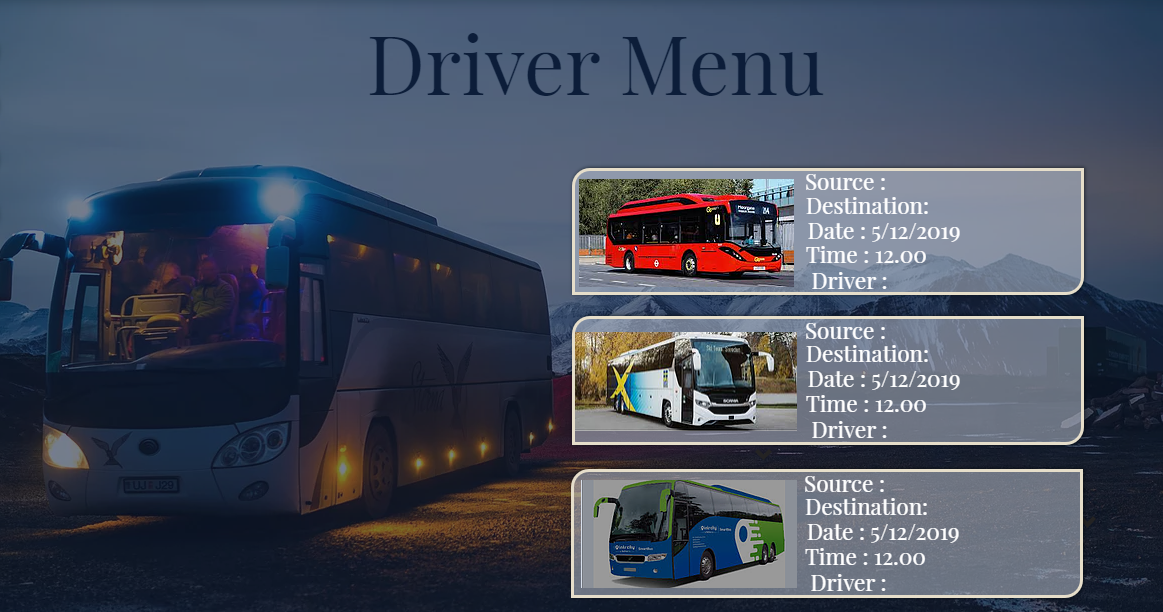 Driver Menu
Source :
Destination:
Date : 5/12/2019
Time : 12.00
Driver :
Source :
Destination:
Date : 5/12/2019
Time : 12.00
Driver :
SCANIA
Source :
Destination:
Date : 5/12/2019
Time : 12.00
Driver :